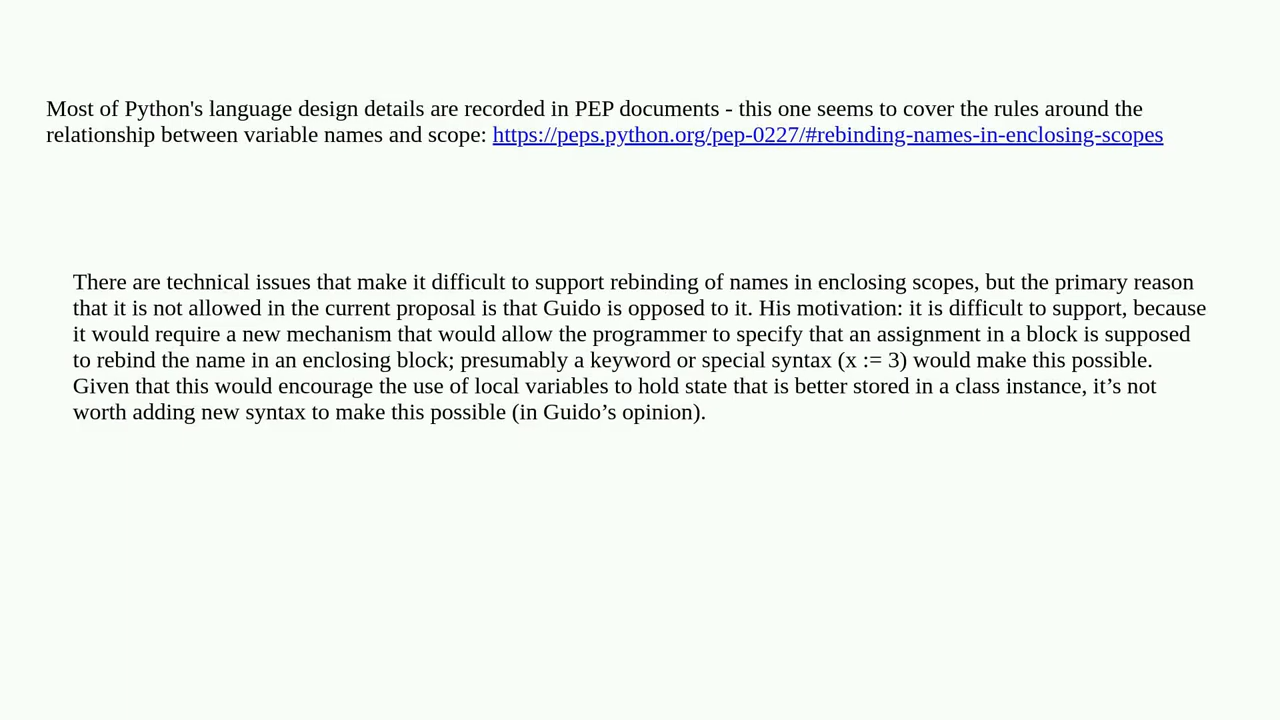 Most of Python's language design details are recorded in PEP documents - this one seems to cover the rules around the
relationship between variable names and scope: https://peps.python.org/pep-0227/#rebinding-names-in-enclosing-scopes
There are technical issues that make it difficult to support rebinding of names in enclosing scopes, but the primary reason
that it is not allowed in the current proposal is that Guido is opposed to it. His motivation: it is difficult to support, because
it would require a new mechanism that would allow the programmer to specify that an assignment in a block is supposed
to rebind the name in an enclosing block; presumably a keyword or special syntax (x := 3) would make this possible.
Given that this would encourage the use of local variables to hold state that is better stored in a class instance, it’s not
worth adding new syntax to make this possible (in Guido’s opinion).